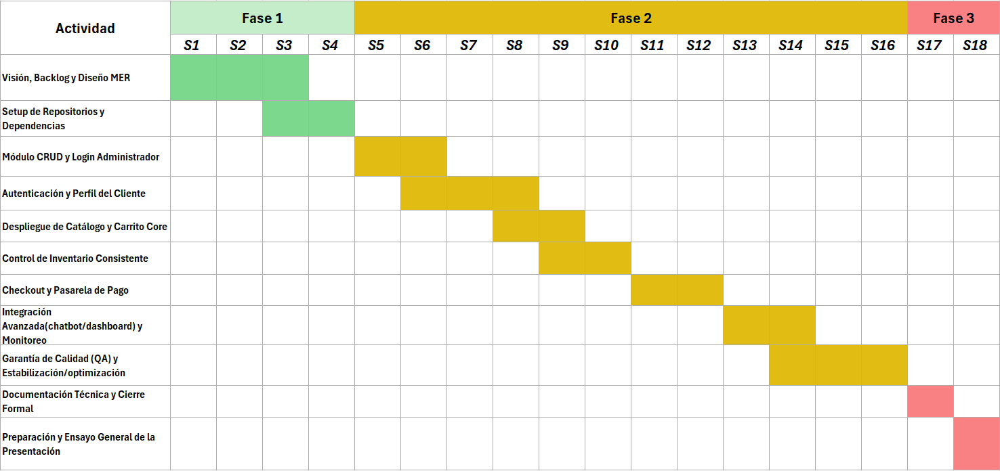 Actividad
Fase 1
Fase 2
Fase 3
S1 S2 S3 S4 S5 S6 S7 S8 S9 S10 S11 S12 S13 S14 S15 S16 S17 S18
Visión, Backlog y Diseño MER
Setup de Repositorios y
Dependencias
Módulo CRUD y Login Administrador
Autenticación y Perfil del Cliente
Despliegue de Catálogo y Carrito Core
Control de Inventario Consistente
Checkout y Pasarela de Pago
Integración
Avanzada(chatbot/dashboard) y
Monitoreo
Garantía de Calidad (QA) y
Estabilización/optimización
Documentación Técnica y Cierre
Formal
Preparación y Ensayo General de la
Presentación